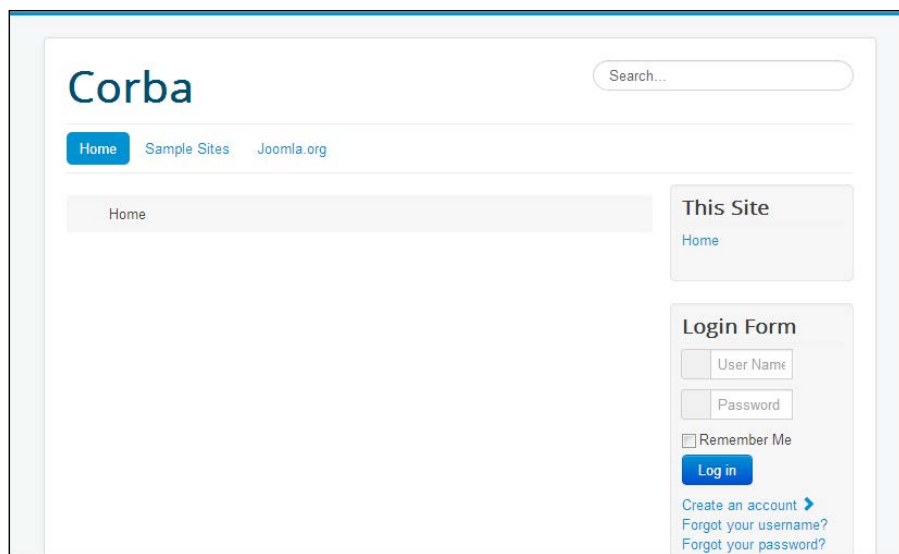 Corba
Search...
Home Sample Sites Joomla.org
Home
This Site
Home
Login Form
User Name
Password
Remember Me
Log in
Create an account
Forgot your username?
Forgot your password?